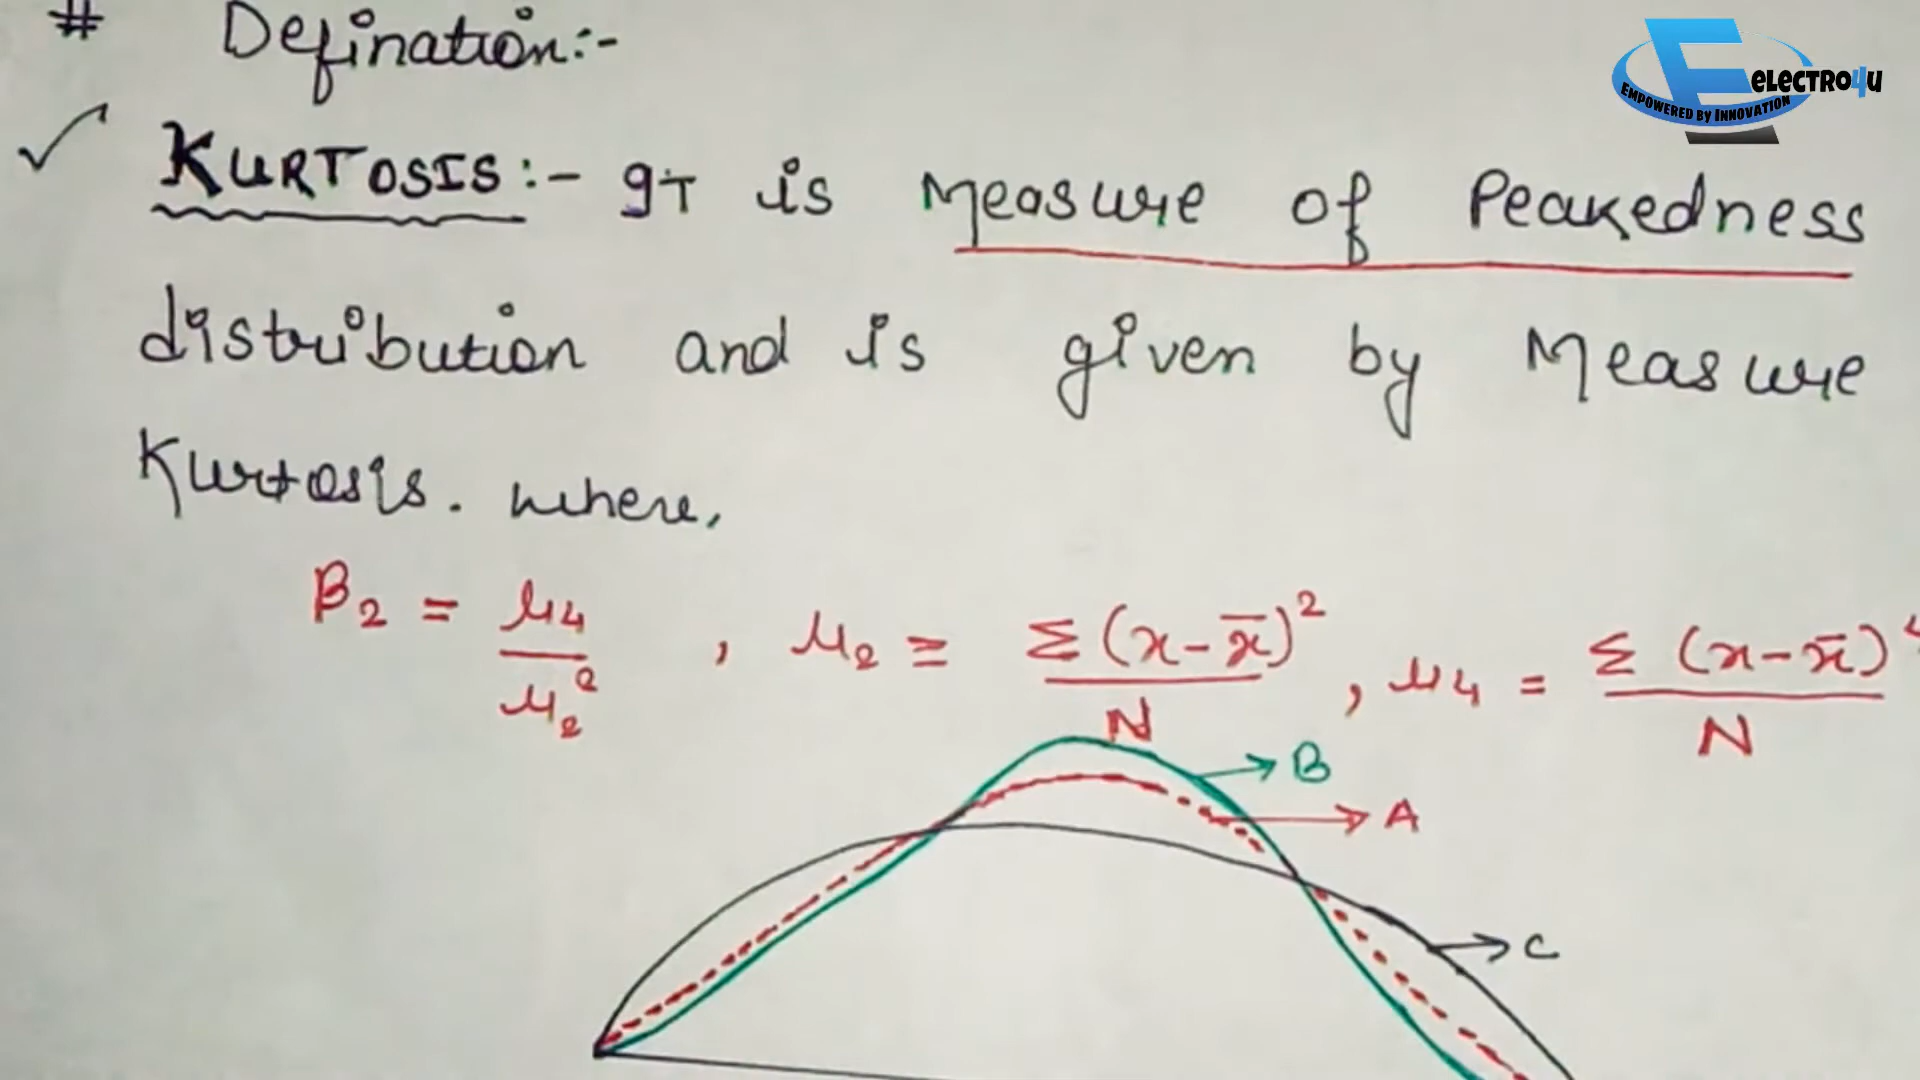 # Defination:-
✓ KURTOSIS:- IT is Measure of Peakedness
distribution and is given by Measure
Kurtosis. where,
β₂ = μ₄ / μ₂² , μ₂ = Σ(x-x̄)² / N , μ₄ = Σ (x-x̄)⁴ / N
B
A
C
ELECTRO4U
EMPOWERED BY INNOVATION